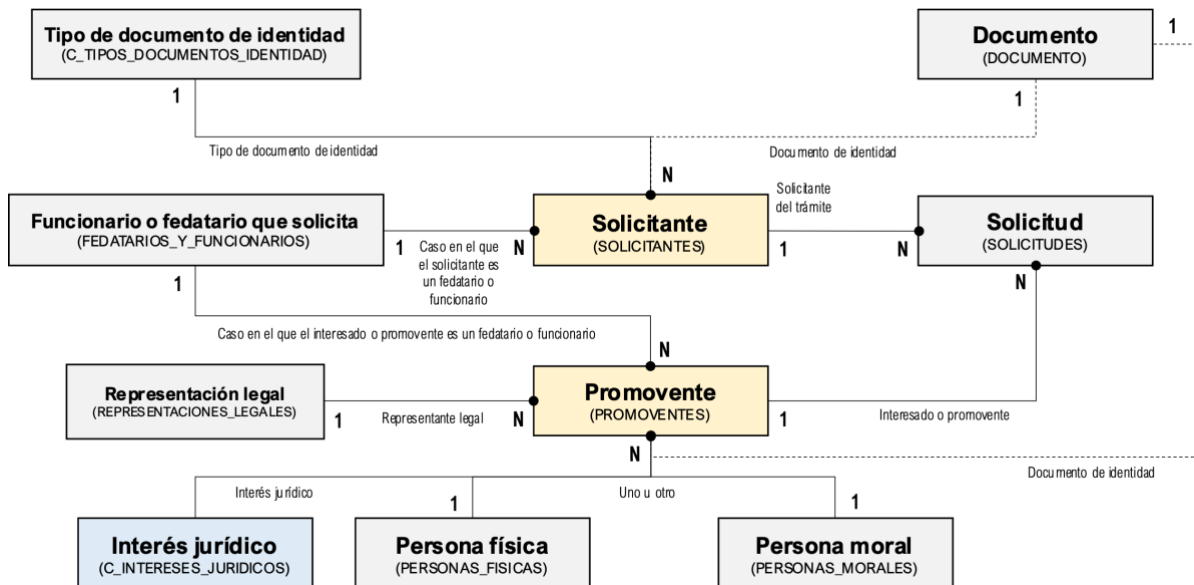 Tipo de documento de identidad
(C_TIPOS_DOCUMENTOS_IDENTIDAD)
1
Documento
(DOCUMENTO)
1
1
Tipo de documento de identidad
Documento de identidad
N
Funcionario o fedatario que solicita
(FEDATARIOS_Y_FUNCIONARIOS)
1
Caso en el que
el solicitante es
un fedatario o
funcionario
N
Solicitante
(SOLICITANTES)
Solicitante
del trámite
1
N
Solicitud
(SOLICITUDES)
N
1
Caso en el que el interesado o promovente es un fedatario o funcionario
N
Representación legal
(REPRESENTACIONES_LEGALES)
1
Representante legal
N
Promovente
(PROMOVENTES)
1
Interesado o promovente
N
Documento de identidad
Interés jurídico
Uno u otro
1
1
Interés jurídico
(C_INTERESES_JURIDICOS)
Persona física
(PERSONAS_FISICAS)
Persona moral
(PERSONAS_MORALES)